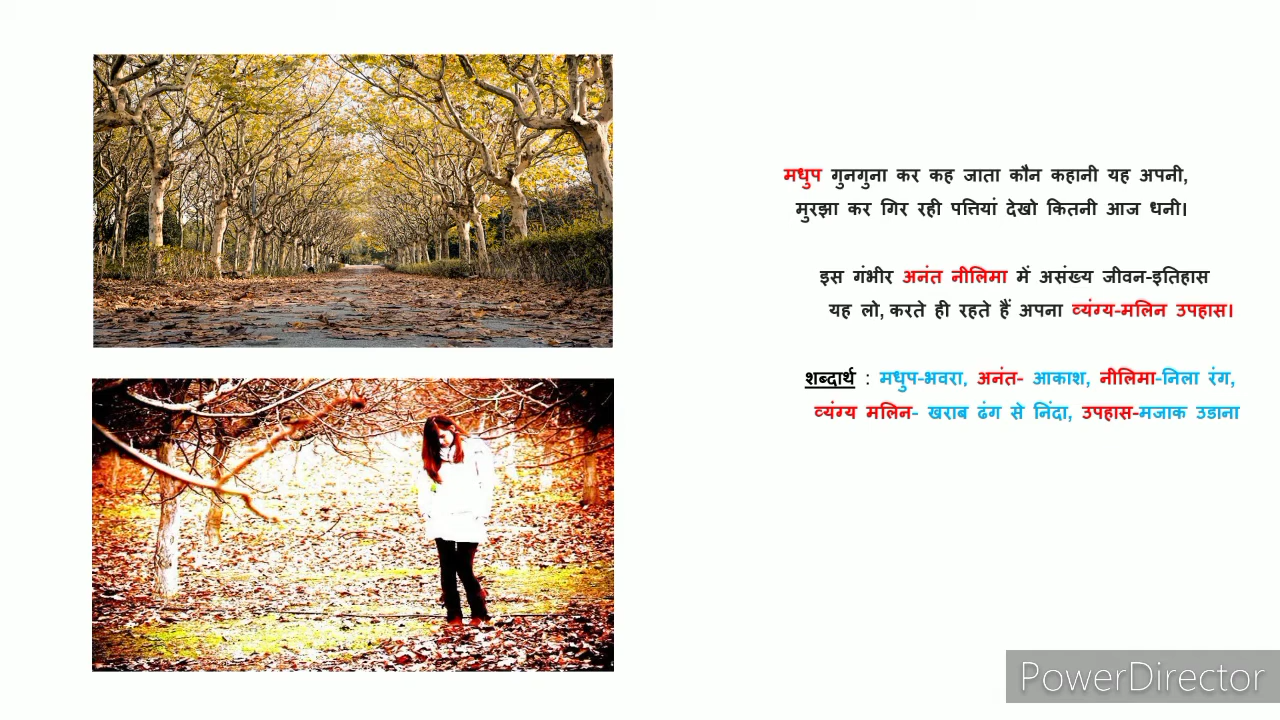 मधुप गुनगुना कर कह जाता कौन कहानी यह अपनी,
मुरझा कर गिर रही पत्तियां देखो कितनी आज धनी।
इस गंभीर अनंत नीलिमा में असंख्य जीवन-इतिहास
यह लो, करते ही रहते हैं अपना व्यंग्य-मलिन उपहास।
शब्दार्थ : मधुप-भवरा, अनंत- आकाश, नीलिमा-निला रंग,
व्यंग्य मलिन- खराब ढंग से निंदा, उपहास-मजाक उडाना
PowerDirector